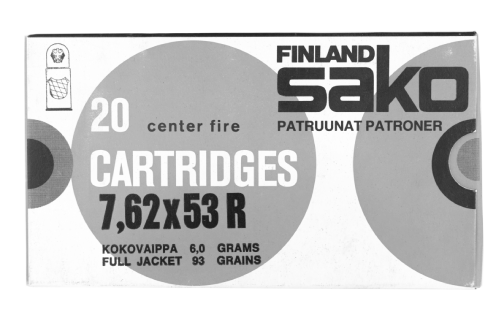 FINLAND
sako
PATRUUNAT PATRONER
20 center fire
CARTRIDGES
7,62x53 R
KOKOVAIPPA 6,0 GRAMS
FULL JACKET 93 GRAINS